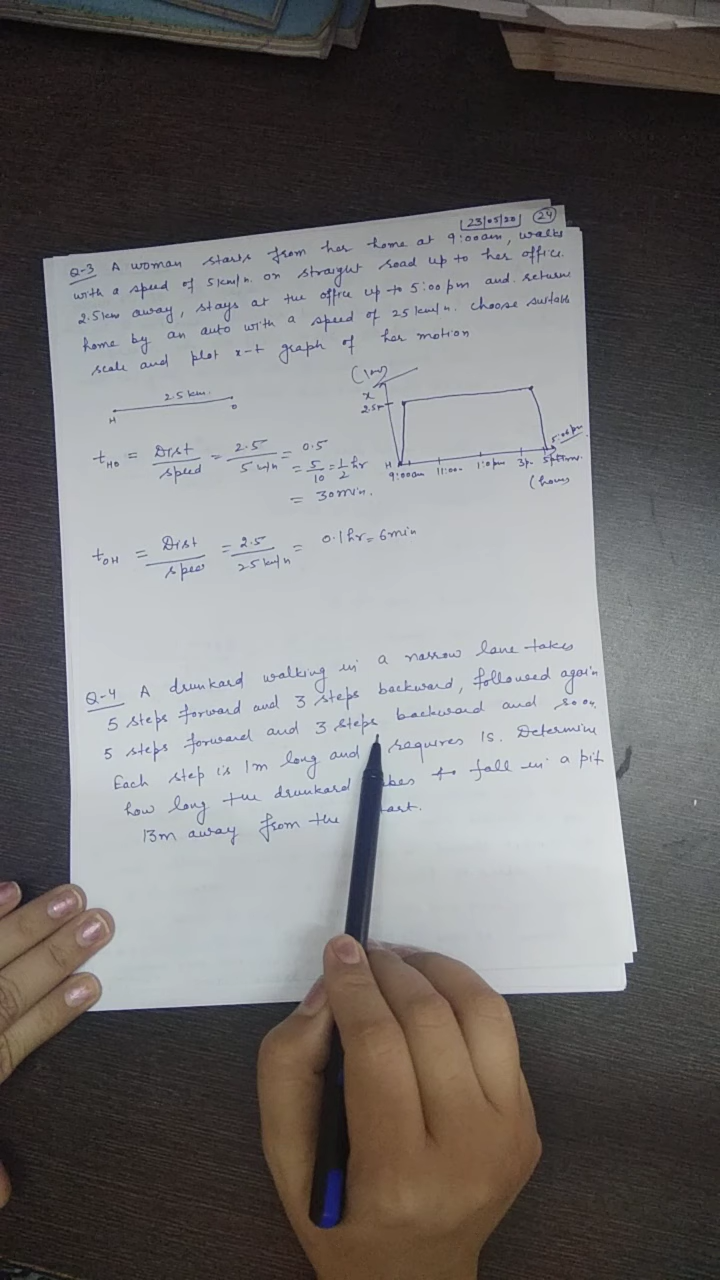 23/05/20 24
Q-3 A woman starts from her home at 9:00am, walks
with a speed of 5km/h. on straight road up to her office.
2.5km away, stays at the office up to 5:00pm and return
home by an auto with a speed of 25 km/h. choose suitable
scale and plot x-t graph of her motion
2.5 km.
H O
tHO = Dist / speed = 2.5 / 5 km/h = 0.5
= 5/10 = 1/2 hr
= 30min.
(km)
x
2.5
H
9:00am 11:00 1:0pm 3p
5:06pm
(hours)
tOH = Dist / speed = 2.5 / 25 km/h = 0.1hr = 6min
Q-4. A drunkard walking in a narrow lane takes
5 steps forward and 3 steps backward, followed again
5 steps forward and 3 steps backward and so on.
Each step is 1m long and requires 1s. Determine
how long the drunkard to fall in a pit
13m away from the